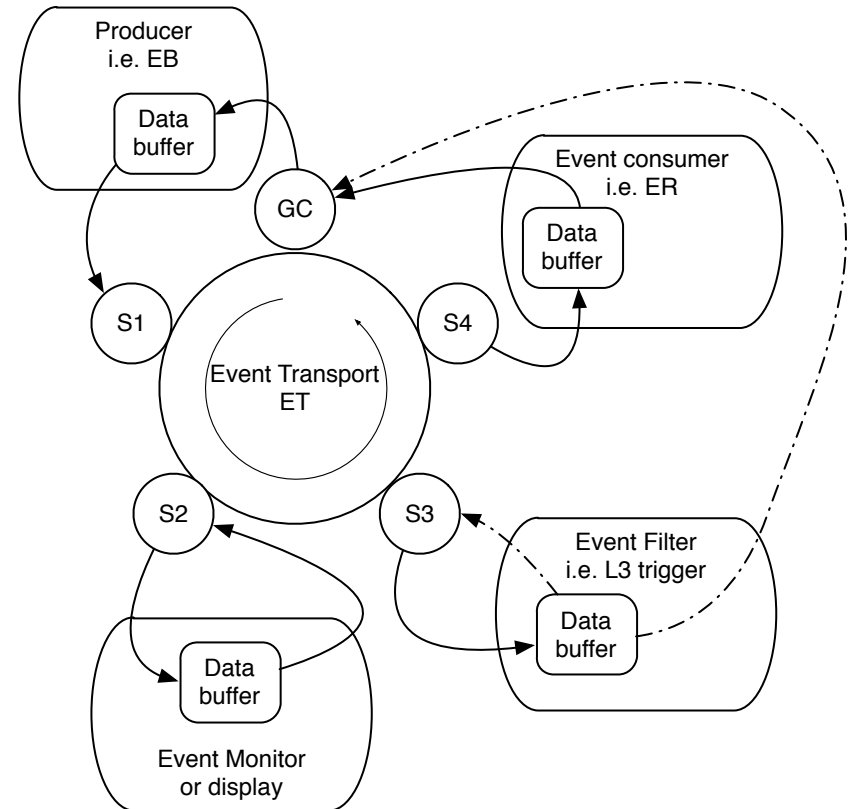 Producer
i.e. EB
Data
buffer
GC
Event consumer
i.e. ER
Data
buffer
S1
S4
Event Transport
ET
S2
S3
Event Filter
i.e. L3 trigger
Data
buffer
Data
buffer
Event Monitor
or display